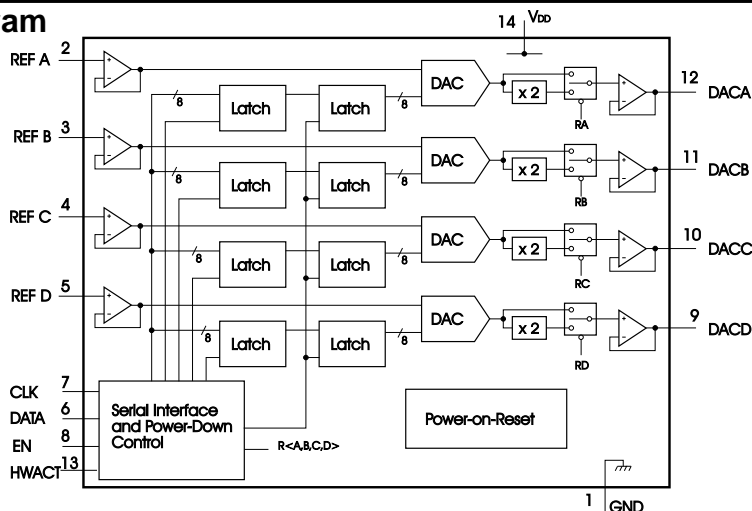 am
14 VDD
REF A 2
DAC
12 DACA
8
Latch
Latch
8
x 2
RA
REF B 3
DAC
11 DACB
8
Latch
Latch
8
x 2
RB
REF C 4
DAC
10 DACC
8
Latch
Latch
8
x 2
RC
REF D 5
DAC
9 DACD
8
Latch
Latch
8
x 2
RD
CLK 7
DATA 6
EN 8
HWACT 13
Serial Interface
and Power-Down
Control
R<A,B,C,D>
Power-on-Reset
1 GND